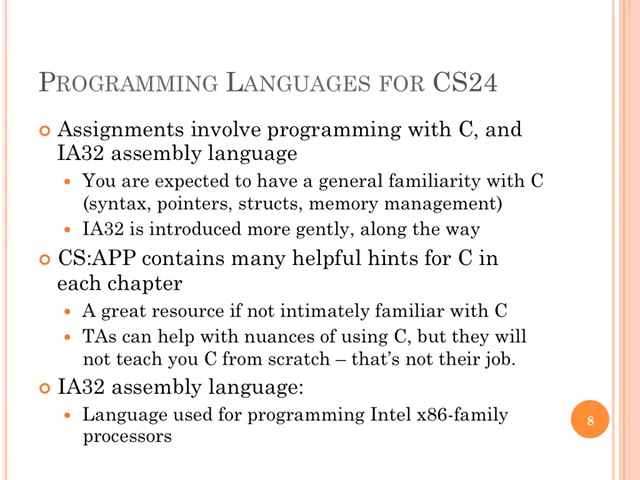 PROGRAMMING LANGUAGES FOR CS24
Assignments involve programming with C, and
IA32 assembly language
You are expected to have a general familiarity with C
(syntax, pointers, structs, memory management)
IA32 is introduced more gently, along the way
CS:APP contains many helpful hints for C in
each chapter
A great resource if not intimately familiar with C
TAs can help with nuances of using C, but they will
not teach you C from scratch – that’s not their job.
IA32 assembly language:
Language used for programming Intel x86-family
processors
8